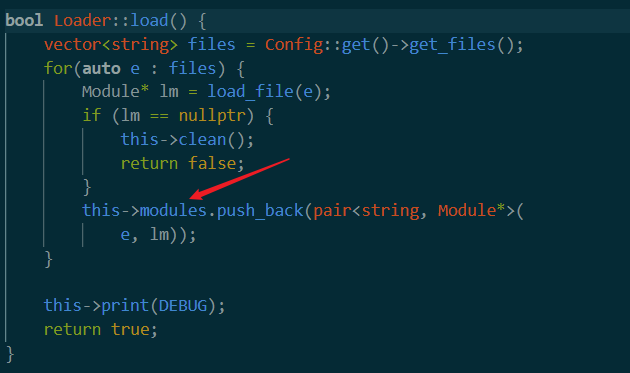 bool Loader::load() {
    vector<string> files = Config::get()->get_files();
    for(auto e : files) {
        Module* lm = load_file(e);
        if (lm == nullptr) {
            this->clean();
            return false;
        }
        this->modules.push_back(pair<string, Module*>(
            e, lm));
    }
    this->print(DEBUG);
    return true;
}